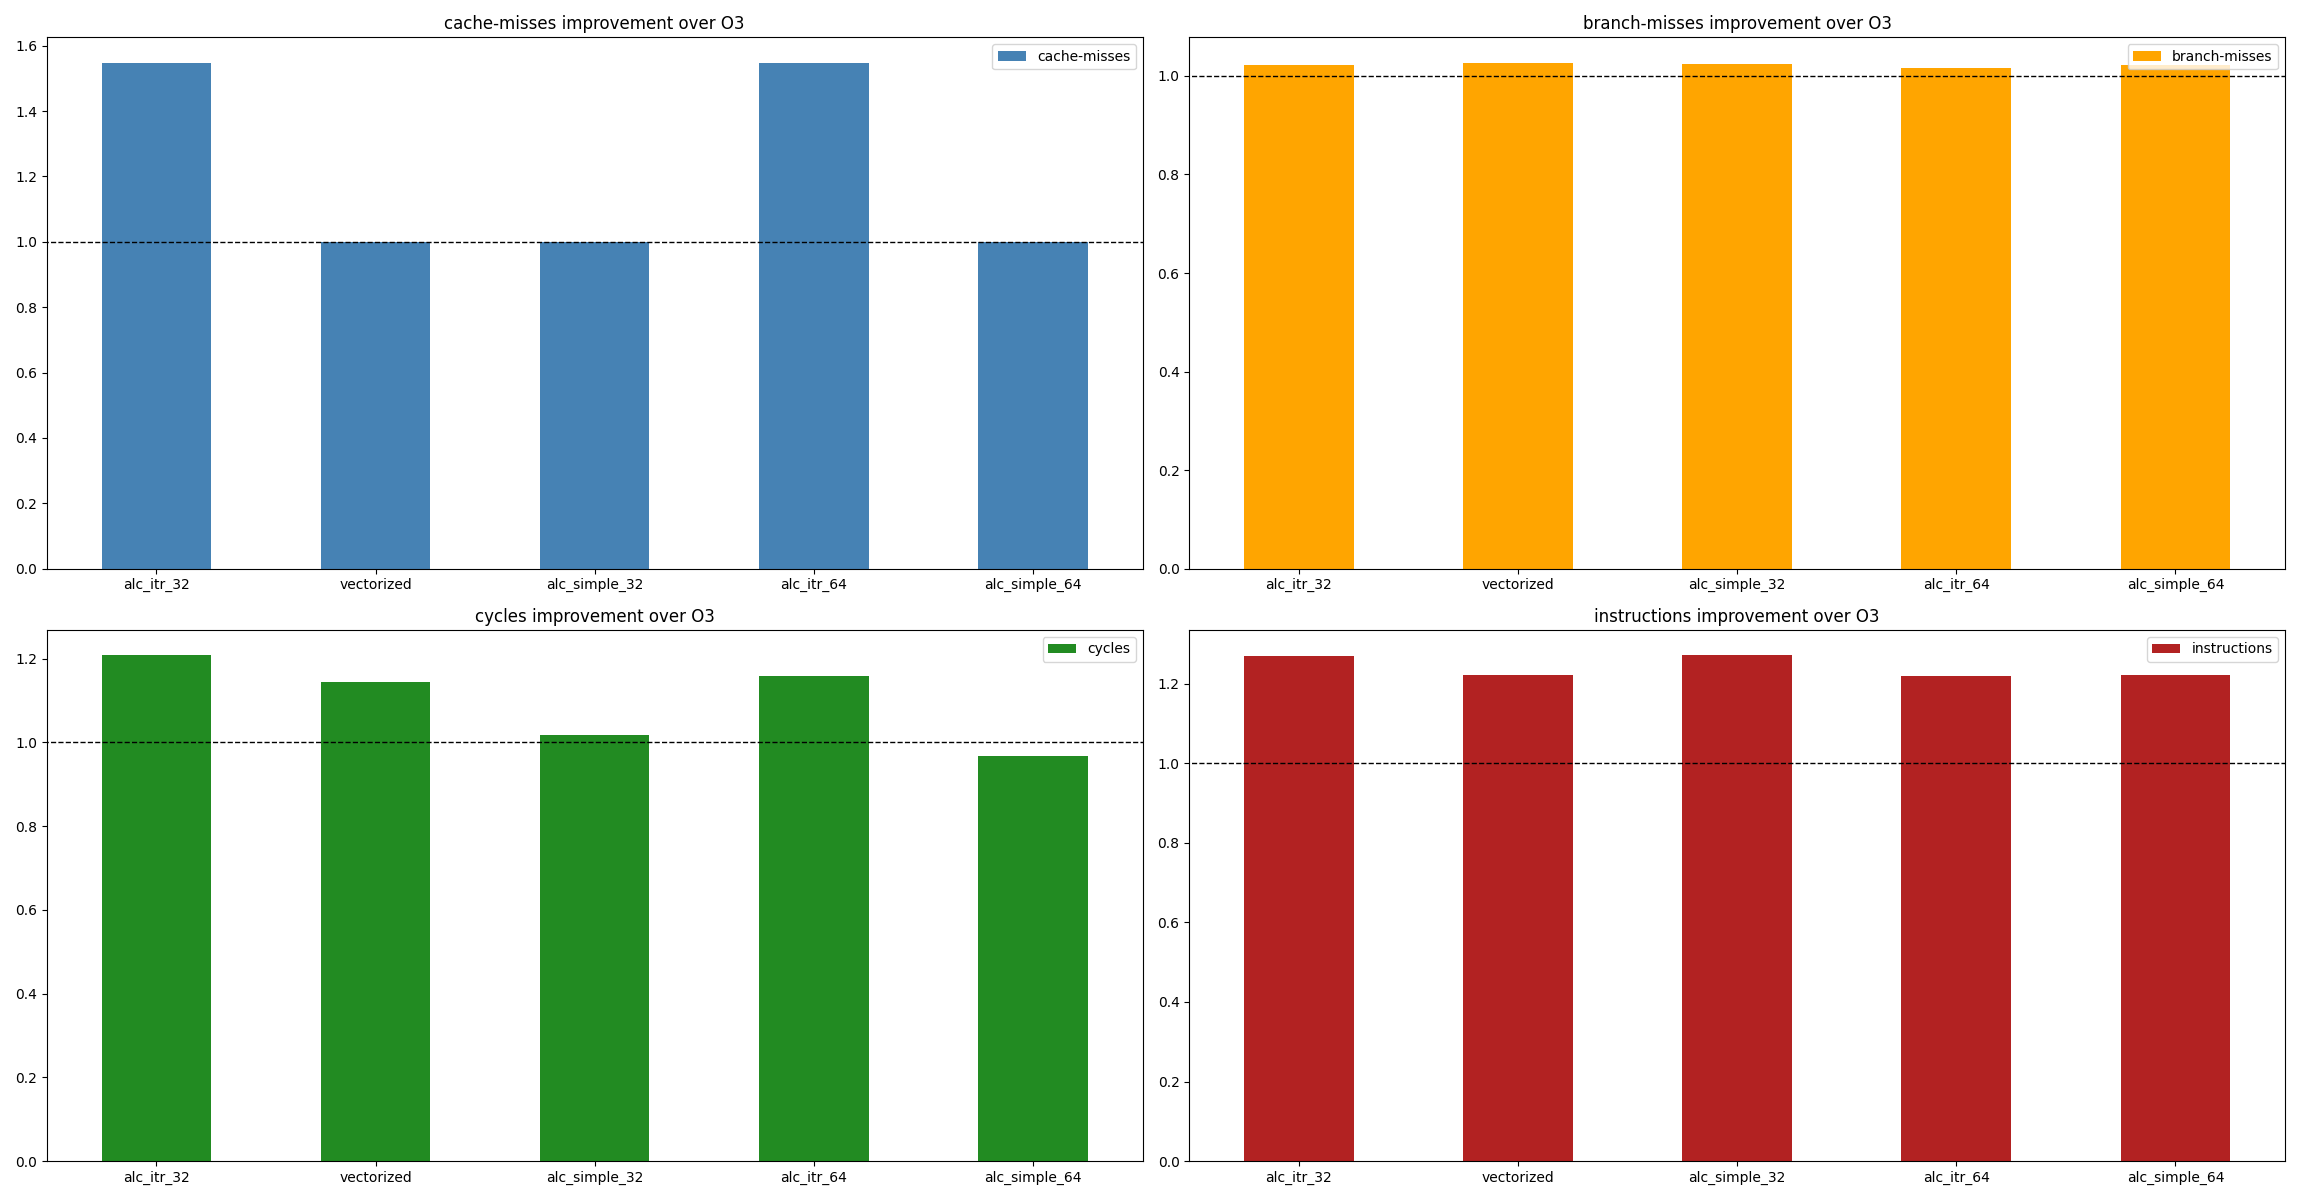 cache-misses improvement over O3
cache-misses
1.6
1.4
1.2
1.0
0.8
0.6
0.4
0.2
0.0
alc_itr_32 vectorized alc_simple_32 alc_itr_64 alc_simple_64
branch-misses improvement over O3
branch-misses
1.0
0.8
0.6
0.4
0.2
0.0
alc_itr_32 vectorized alc_simple_32 alc_itr_64 alc_simple_64
cycles improvement over O3
cycles
1.2
1.0
0.8
0.6
0.4
0.2
0.0
alc_itr_32 vectorized alc_simple_32 alc_itr_64 alc_simple_64
instructions improvement over O3
instructions
1.2
1.0
0.8
0.6
0.4
0.2
0.0
alc_itr_32 vectorized alc_simple_32 alc_itr_64 alc_simple_64